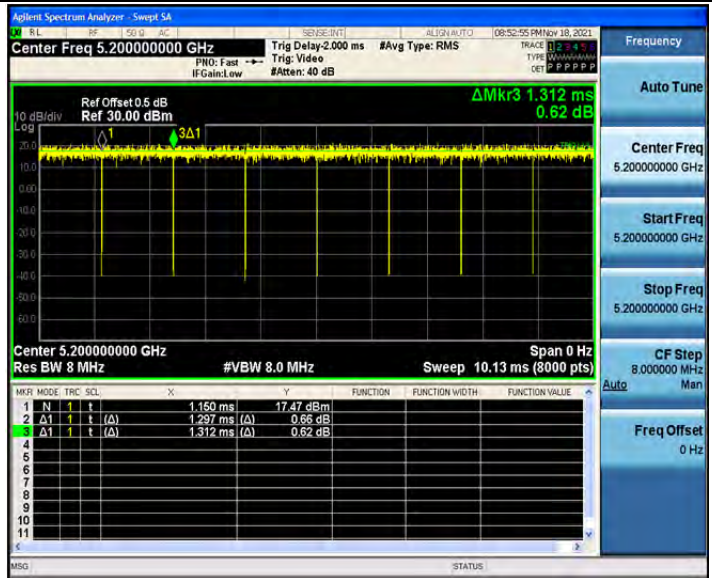 Agilent Spectrum Analyzer - Swept SA
RL RF 50 Ω AC SENSE:INT ALIGN AUTO 08:52:55 PM Nov 18, 2021
Center Freq 5.200000000 GHz
PNO: Fast
IFGain:Low
Trig Delay-2.000 ms
Trig: Video
#Atten: 40 dB
#Avg Type: RMS
TRACE 1 2 3 4 5 6
TYPE
DET P P P P P P
Frequency
ΔMkr3 1.312 ms
0.62 dB
Ref Offset 0.5 dB
10 dB/div Ref 30.00 dBm
Log
1
3Δ1
20.0
10.0
0.00
-10.0
-20.0
-30.0
-40.0
-50.0
-60.0
Center 5.200000000 GHz Span 0 Hz
Res BW 8 MHz #VBW 8.0 MHz Sweep 10.13 ms (8000 pts)
MKR MODE TRC SCL X Y FUNCTION FUNCTION WIDTH FUNCTION VALUE
1 N 1 t 1.150 ms 17.47 dBm
2 Δ1 1 t (Δ) 1.297 ms (Δ) 0.66 dB
3 Δ1 1 t (Δ) 1.312 ms (Δ) 0.62 dB
4
5
6
7
8
9
10
11
MSG STATUS
Auto Tune
Center Freq
5.200000000 GHz
Start Freq
5.200000000 GHz
Stop Freq
5.200000000 GHz
CF Step
8.000000 MHz
Auto Man
Freq Offset
0 Hz